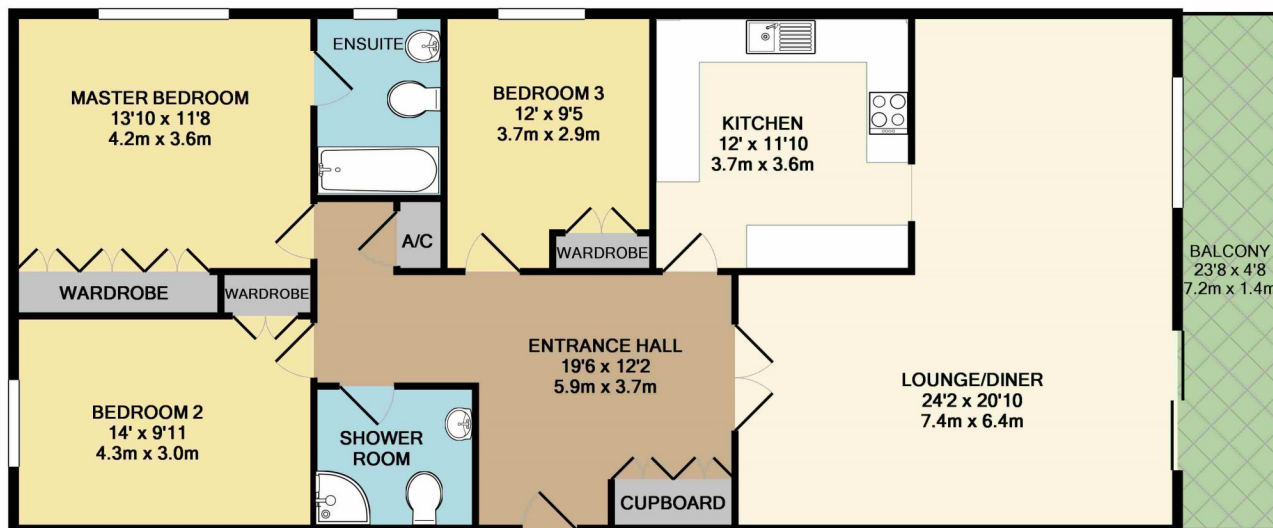 MASTER BEDROOM
13'10 x 11'8
4.2m x 3.6m
ENSUITE
BEDROOM 3
12' x 9'5
3.7m x 2.9m
KITCHEN
12' x 11'10
3.7m x 3.6m
A/C
WARDROBE
WARDROBE
WARDROBE
BALCONY
23'8 x 4'8
7.2m x 1.4m
ENTRANCE HALL
19'6 x 12'2
5.9m x 3.7m
LOUNGE/DINER
24'2 x 20'10
7.4m x 6.4m
BEDROOM 2
14' x 9'11
4.3m x 3.0m
SHOWER
ROOM
CUPBOARD